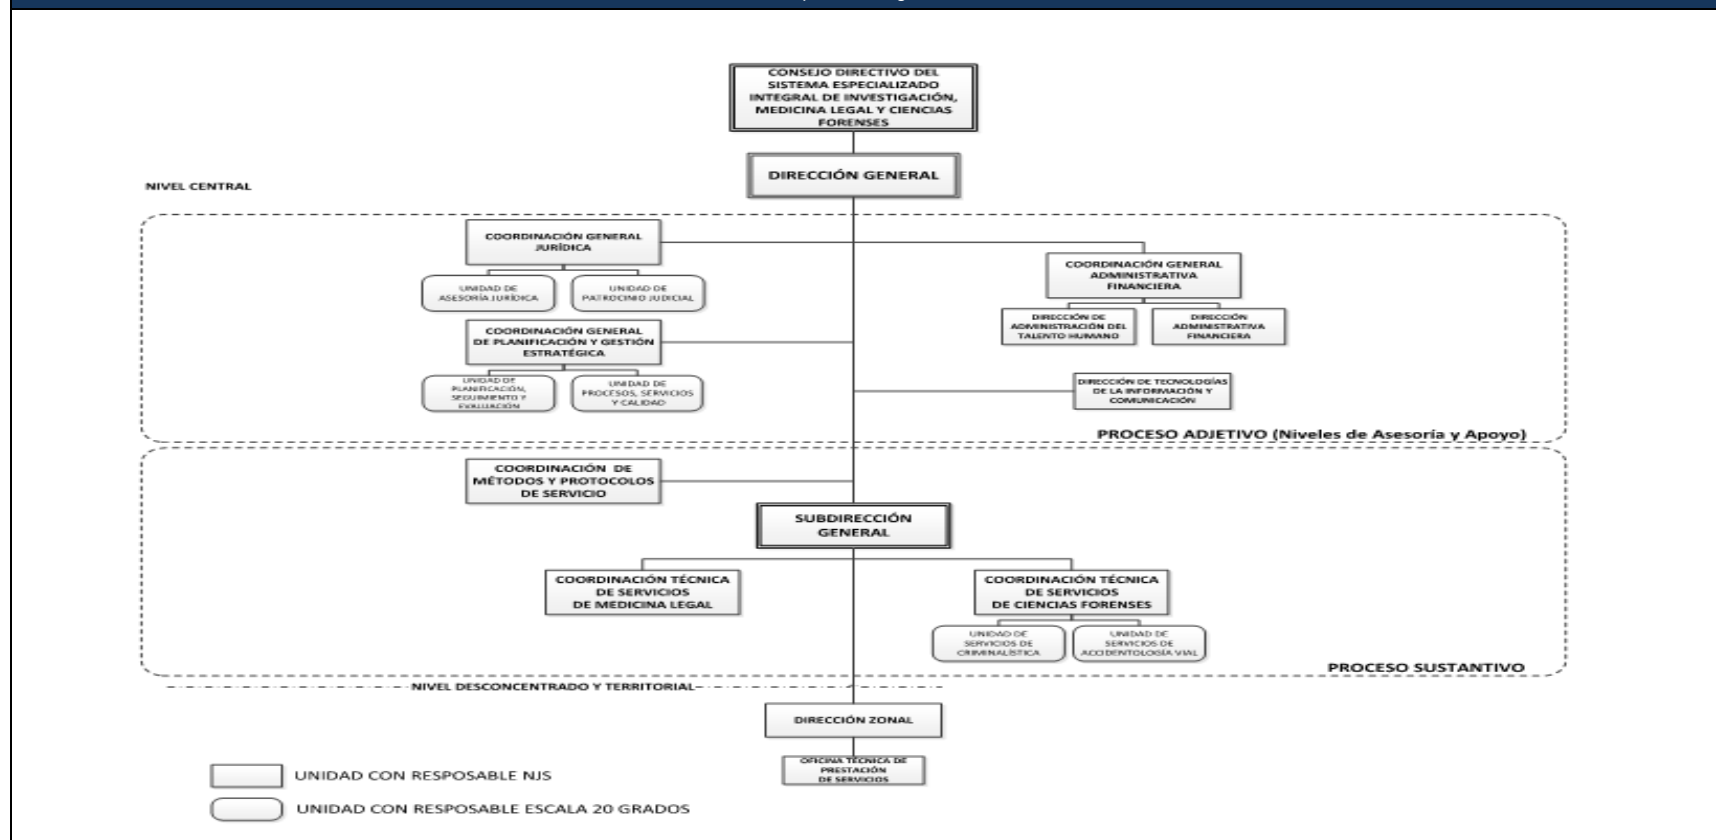 CONSEJO DIRECTIVO DEL
SISTEMA ESPECIALIZADO
INTEGRAL DE INVESTIGACIÓN,
MEDICINA LEGAL Y CIENCIAS
FORENSES
DIRECCIÓN GENERAL
NIVEL CENTRAL
COORDINACIÓN GENERAL
JURÍDICA
UNIDAD DE
ASESORÍA JURÍDICA
UNIDAD DE
PATROCINIO JUDICIAL
COORDINACIÓN GENERAL
ADMINISTRATIVA
FINANCIERA
DIRECCIÓN DE
ADMINISTRACIÓN DEL
TALENTO HUMANO
DIRECCIÓN
ADMINISTRATIVA
FINANCIERA
COORDINACIÓN GENERAL
DE PLANIFICACIÓN Y GESTIÓN
ESTRATÉGICA
UNIDAD DE
PLANIFICACIÓN,
SEGUIMIENTO Y
EVALUACIÓN
UNIDAD DE
PROCESOS, SERVICIOS
Y CALIDAD
DIRECCIÓN DE TECNOLOGÍAS
DE LA INFORMACIÓN Y
COMUNICACIÓN
PROCESO ADJETIVO (Niveles de Asesoría y Apoyo)
COORDINACIÓN DE
MÉTODOS Y PROTOCOLOS
DE SERVICIO
SUBDIRECCIÓN
GENERAL
COORDINACIÓN TÉCNICA
DE SERVICIOS
DE MEDICINA LEGAL
COORDINACIÓN TÉCNICA
DE SERVICIOS
DE CIENCIAS FORENSES
UNIDAD DE
SERVICIOS DE
CRIMINALÍSTICA
UNIDAD DE
SERVICIOS DE
ACCIDENTOLOGÍA VIAL
PROCESO SUSTANTIVO
NIVEL DESCONCENTRADO Y TERRITORIAL
DIRECCIÓN ZONAL
OFICINA TÉCNICA DE
PRESTACIÓN
DE SERVICIOS
UNIDAD CON RESPOSABLE NJS
UNIDAD CON RESPOSABLE ESCALA 20 GRADOS